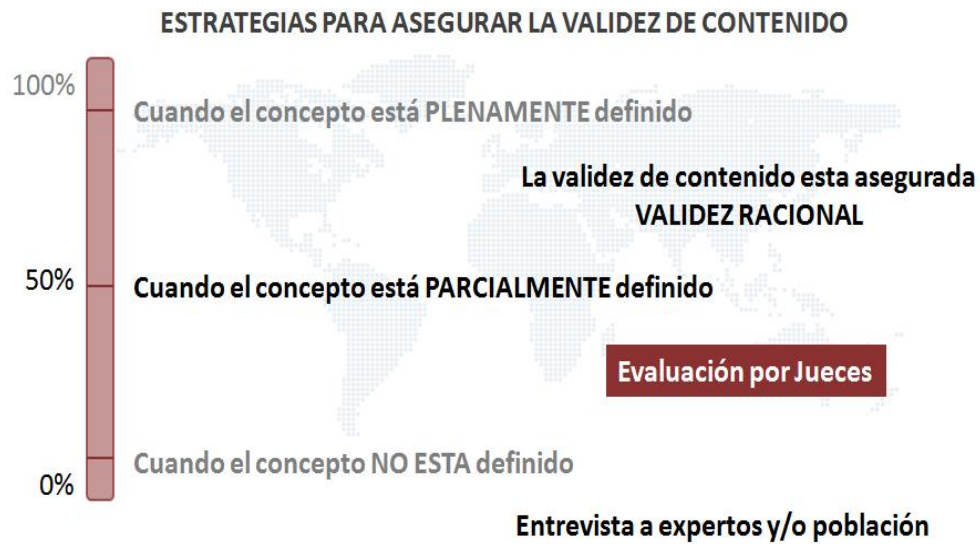 ESTRATEGIAS PARA ASEGURAR LA VALIDEZ DE CONTENIDO
100%
Cuando el concepto está PLENAMENTE definido
La validez de contenido esta asegurada
VALIDEZ RACIONAL
50%
Cuando el concepto está PARCIALMENTE definido
Evaluación por Jueces
Cuando el concepto NO ESTA definido
0%
Entrevista a expertos y/o población